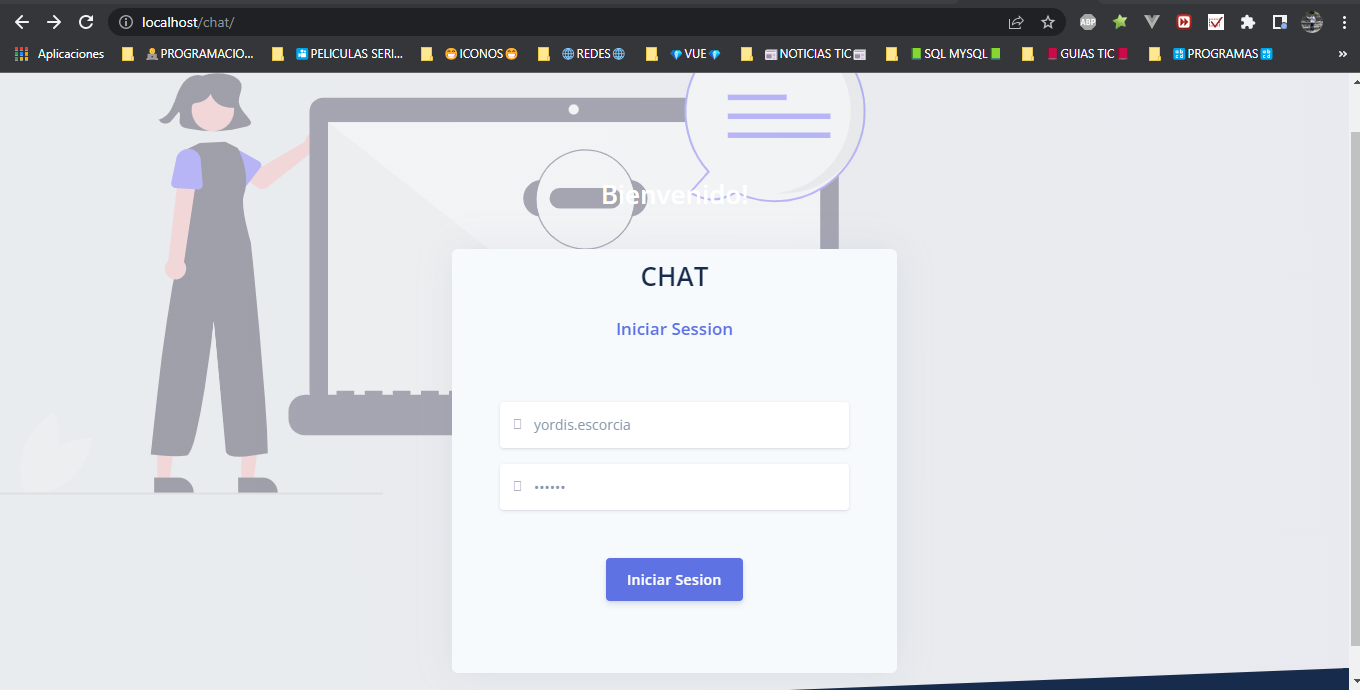 localhost/chat/
ABP
Aplicaciones PROGRAMACIO... PELICULAS SERI... ICONOS REDES VUE NOTICIAS TIC SQL MYSQL GUIAS TIC PROGRAMAS »
Bienvenido!
CHAT
Iniciar Session
yordis.escorcia
••••••
Iniciar Sesion